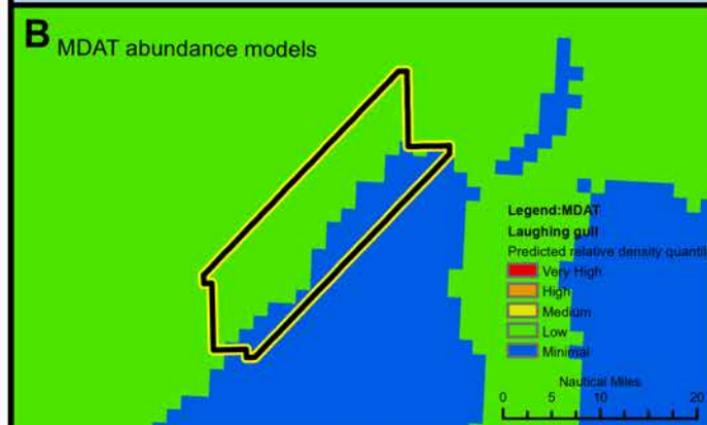 B MDAT abundance models
Legend:MDAT
Laughing gull
Predicted relative density quantil
Very High
High
Medium
Low
Minimal
Nautical Miles
0 5 10 20